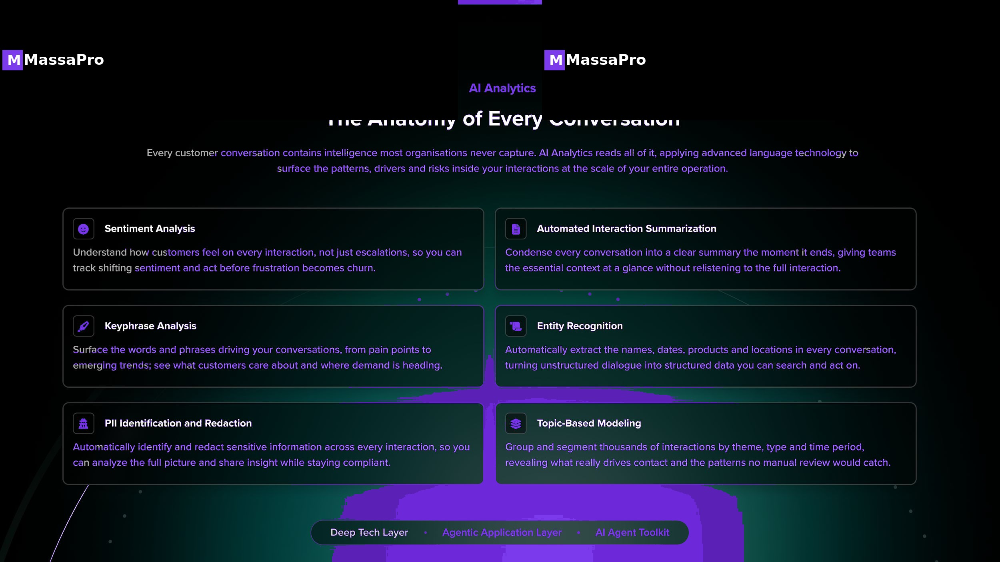 M MassaPro
M MassaPro
AI Analytics
The Anatomy of Every Conversation
Every customer conversation contains intelligence most organisations never capture. AI Analytics reads all of it, applying advanced language technology to
surface the patterns, drivers and risks inside your interactions at the scale of your entire operation.
Sentiment Analysis
Understand how customers feel on every interaction, not just escalations, so you can
track shifting sentiment and act before frustration becomes churn.
Automated Interaction Summarization
Condense every conversation into a clear summary the moment it ends, giving teams
the essential context at a glance without relistening to the full interaction.
Keyphrase Analysis
Surface the words and phrases driving your conversations, from pain points to
emerging trends; see what customers care about and where demand is heading.
Entity Recognition
Automatically extract the names, dates, products and locations in every conversation,
turning unstructured dialogue into structured data you can search and act on.
PII Identification and Redaction
Automatically identify and redact sensitive information across every interaction, so you
can analyze the full picture and share insight while staying compliant.
Topic-Based Modeling
Group and segment thousands of interactions by theme, type and time period,
revealing what really drives contact and the patterns no manual review would catch.
Deep Tech Layer • Agentic Application Layer • AI Agent Toolkit